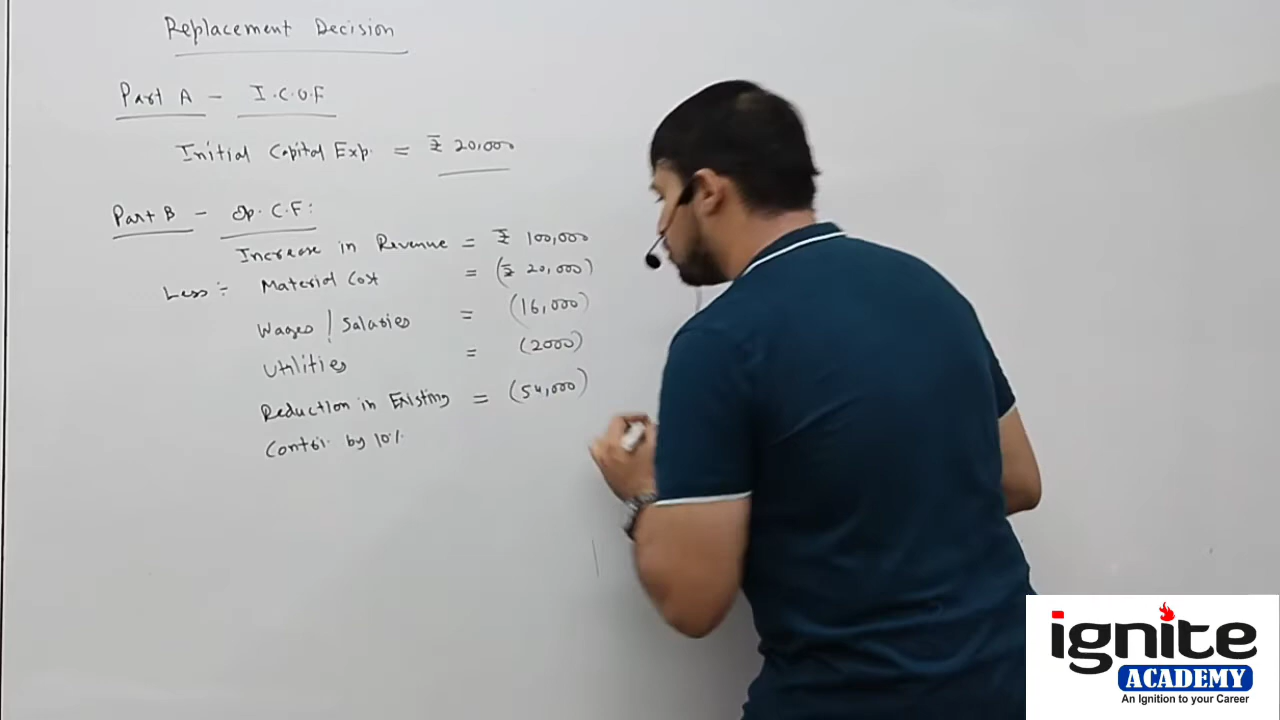 Replacement Decision
Part A - I.C.O.F
Initial Capital Exp. = ₹ 20,000
Part B - Op. C.F:
Increase in Revenue = ₹ 100,000
Less:- Material Cost = (₹ 20,000)
Wages / Salaries = (16,000)
Utilities = (2000)
Reduction in Existing = (54,000)
Contri. by 10%
ignite
ACADEMY
An Ignition to your Career